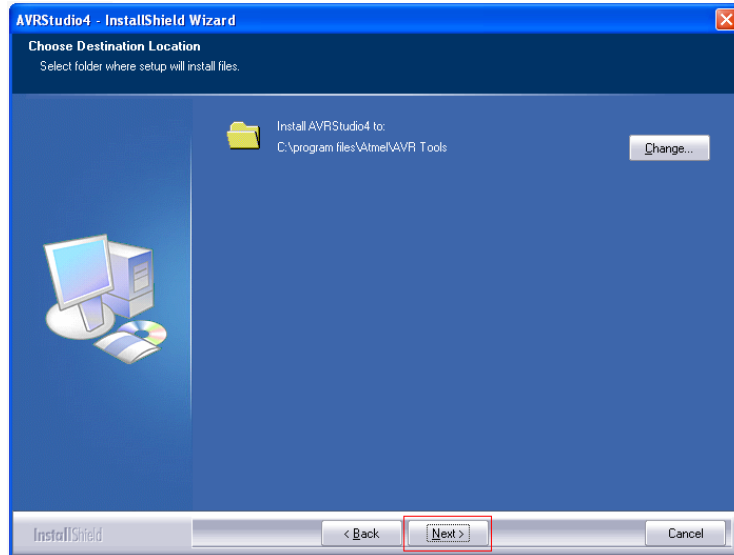 AVRStudio4 - InstallShield Wizard
Choose Destination Location
Select folder where setup will install files.
Install AVRStudio4 to:
C:\program files\Atmel\AVR Tools
Change...
InstallShield
< Back
Next >
Cancel